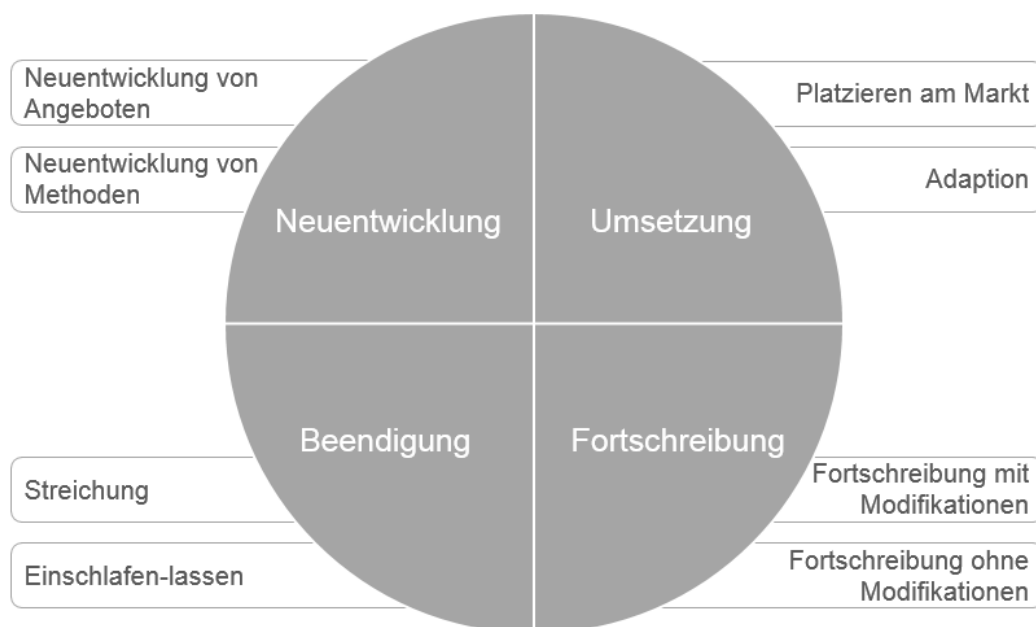 Neuentwicklung von
Angeboten
Platzieren am Markt
Neuentwicklung von
Methoden
Adaption
Neuentwicklung
Umsetzung
Beendigung
Fortschreibung
Streichung
Fortschreibung mit
Modifikationen
Einschlafen-lassen
Fortschreibung ohne
Modifikationen